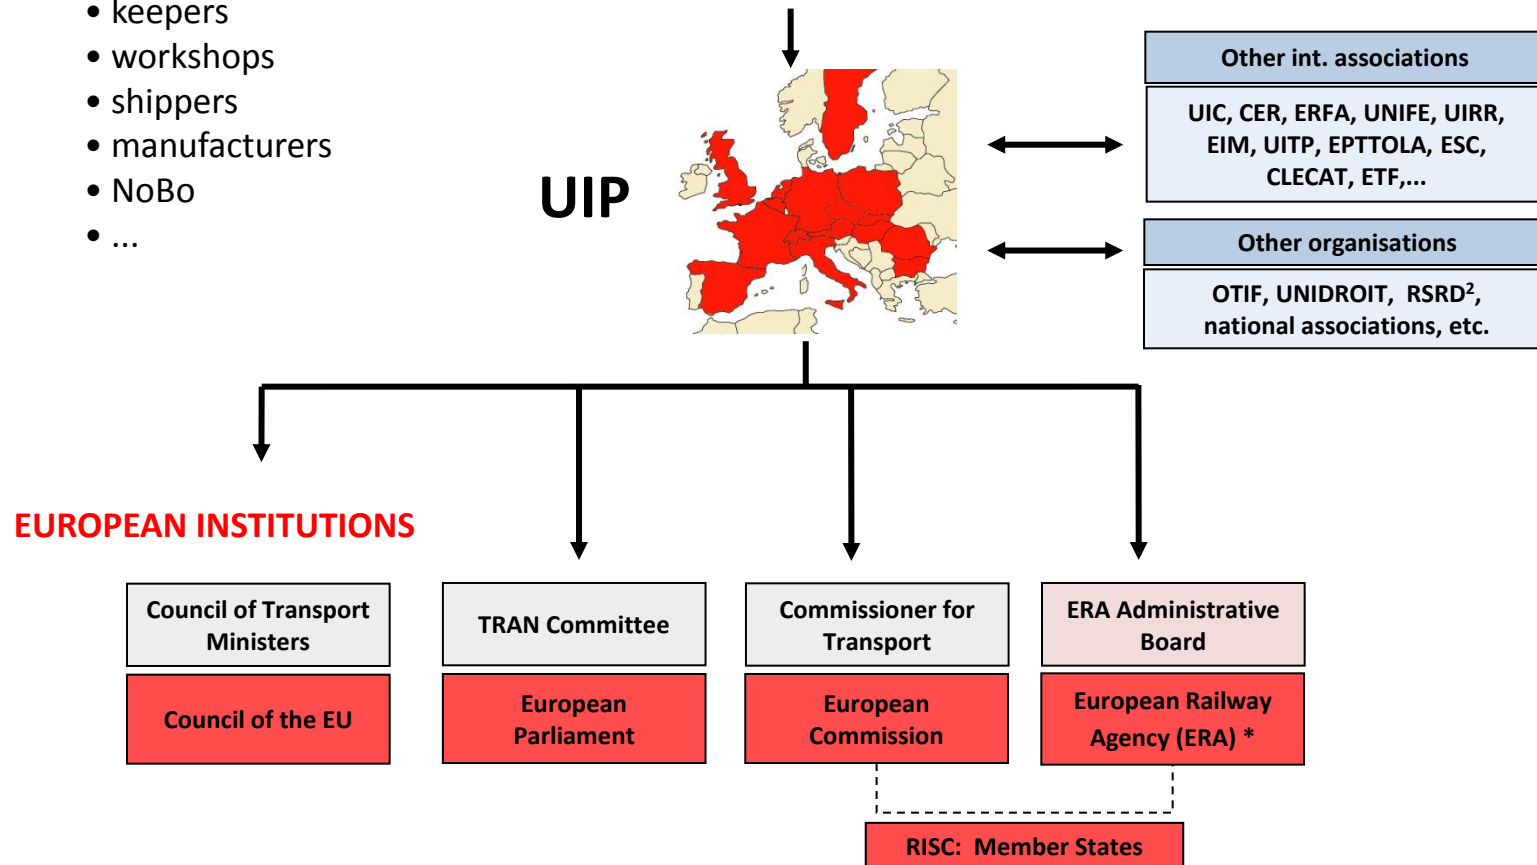 • keepers
• workshops
• shippers
• manufacturers
• NoBo
• ...
UIP
Other int. associations
UIC, CER, ERFA, UNIFE, UIRR,
EIM, UITP, EPTTOLA, ESC,
CLECAT, ETF,...
Other organisations
OTIF, UNIDROIT, RSRD²,
national associations, etc.
EUROPEAN INSTITUTIONS
Council of Transport
Ministers
Council of the EU
TRAN Committee
European
Parliament
Commissioner for
Transport
European
Commission
ERA Administrative
Board
European Railway
Agency (ERA) *
RISC: Member States